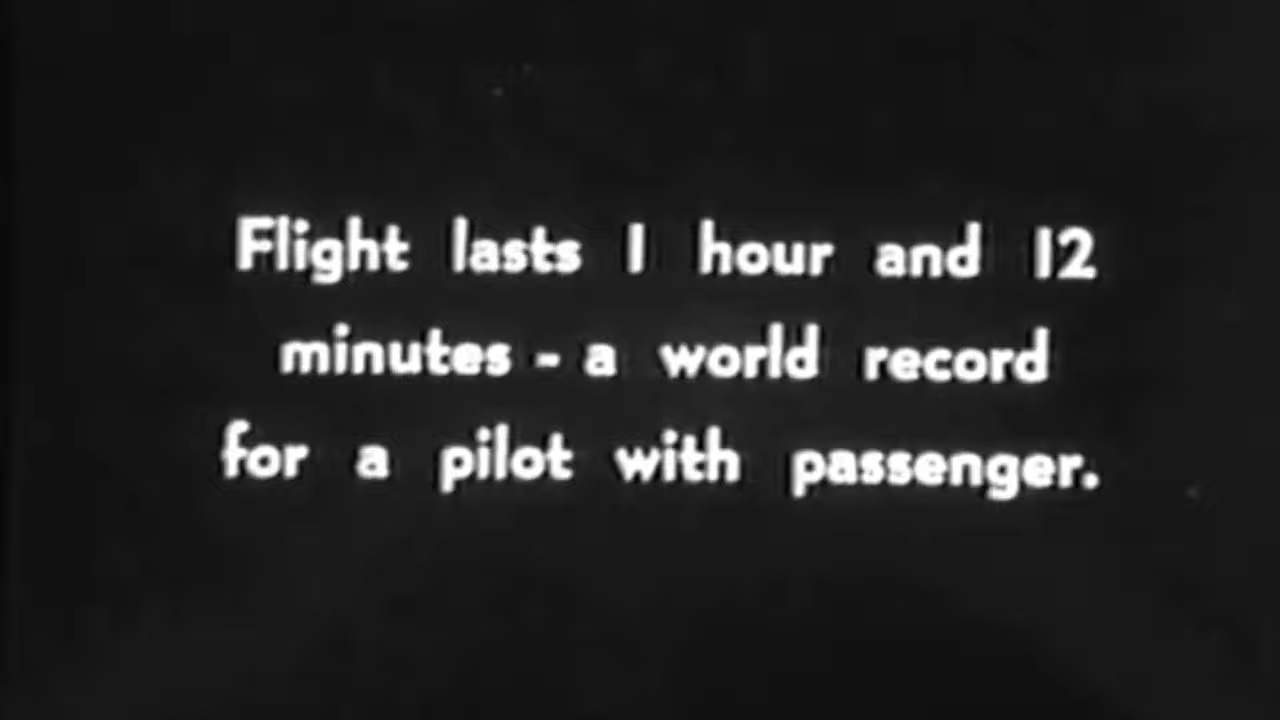 Flight lasts 1 hour and 12
minutes - a world record
for a pilot with passenger.